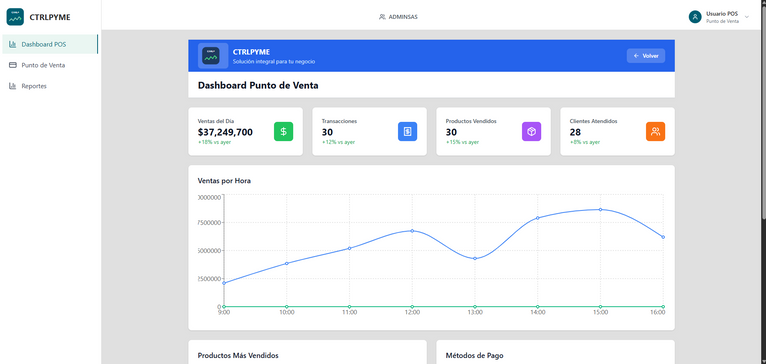 CTRLPYME
ADMINSAS
Usuario POS
Punto de Venta
Dashboard POS
Punto de Venta
Reportes
CTRLPYME
Solución integral para tu negocio
Volver
Dashboard Punto de Venta
Ventas del Día
$37,249,700
+18% vs ayer
Transacciones
30
+12% vs ayer
Productos Vendidos
30
+15% vs ayer
Clientes Atendidos
28
+8% vs ayer
Ventas por Hora
0000000
7500000
5000000
2500000
0
9:00 10:00 11:00 12:00 13:00 14:00 15:00 16:00
Productos Más Vendidos
Métodos de Pago